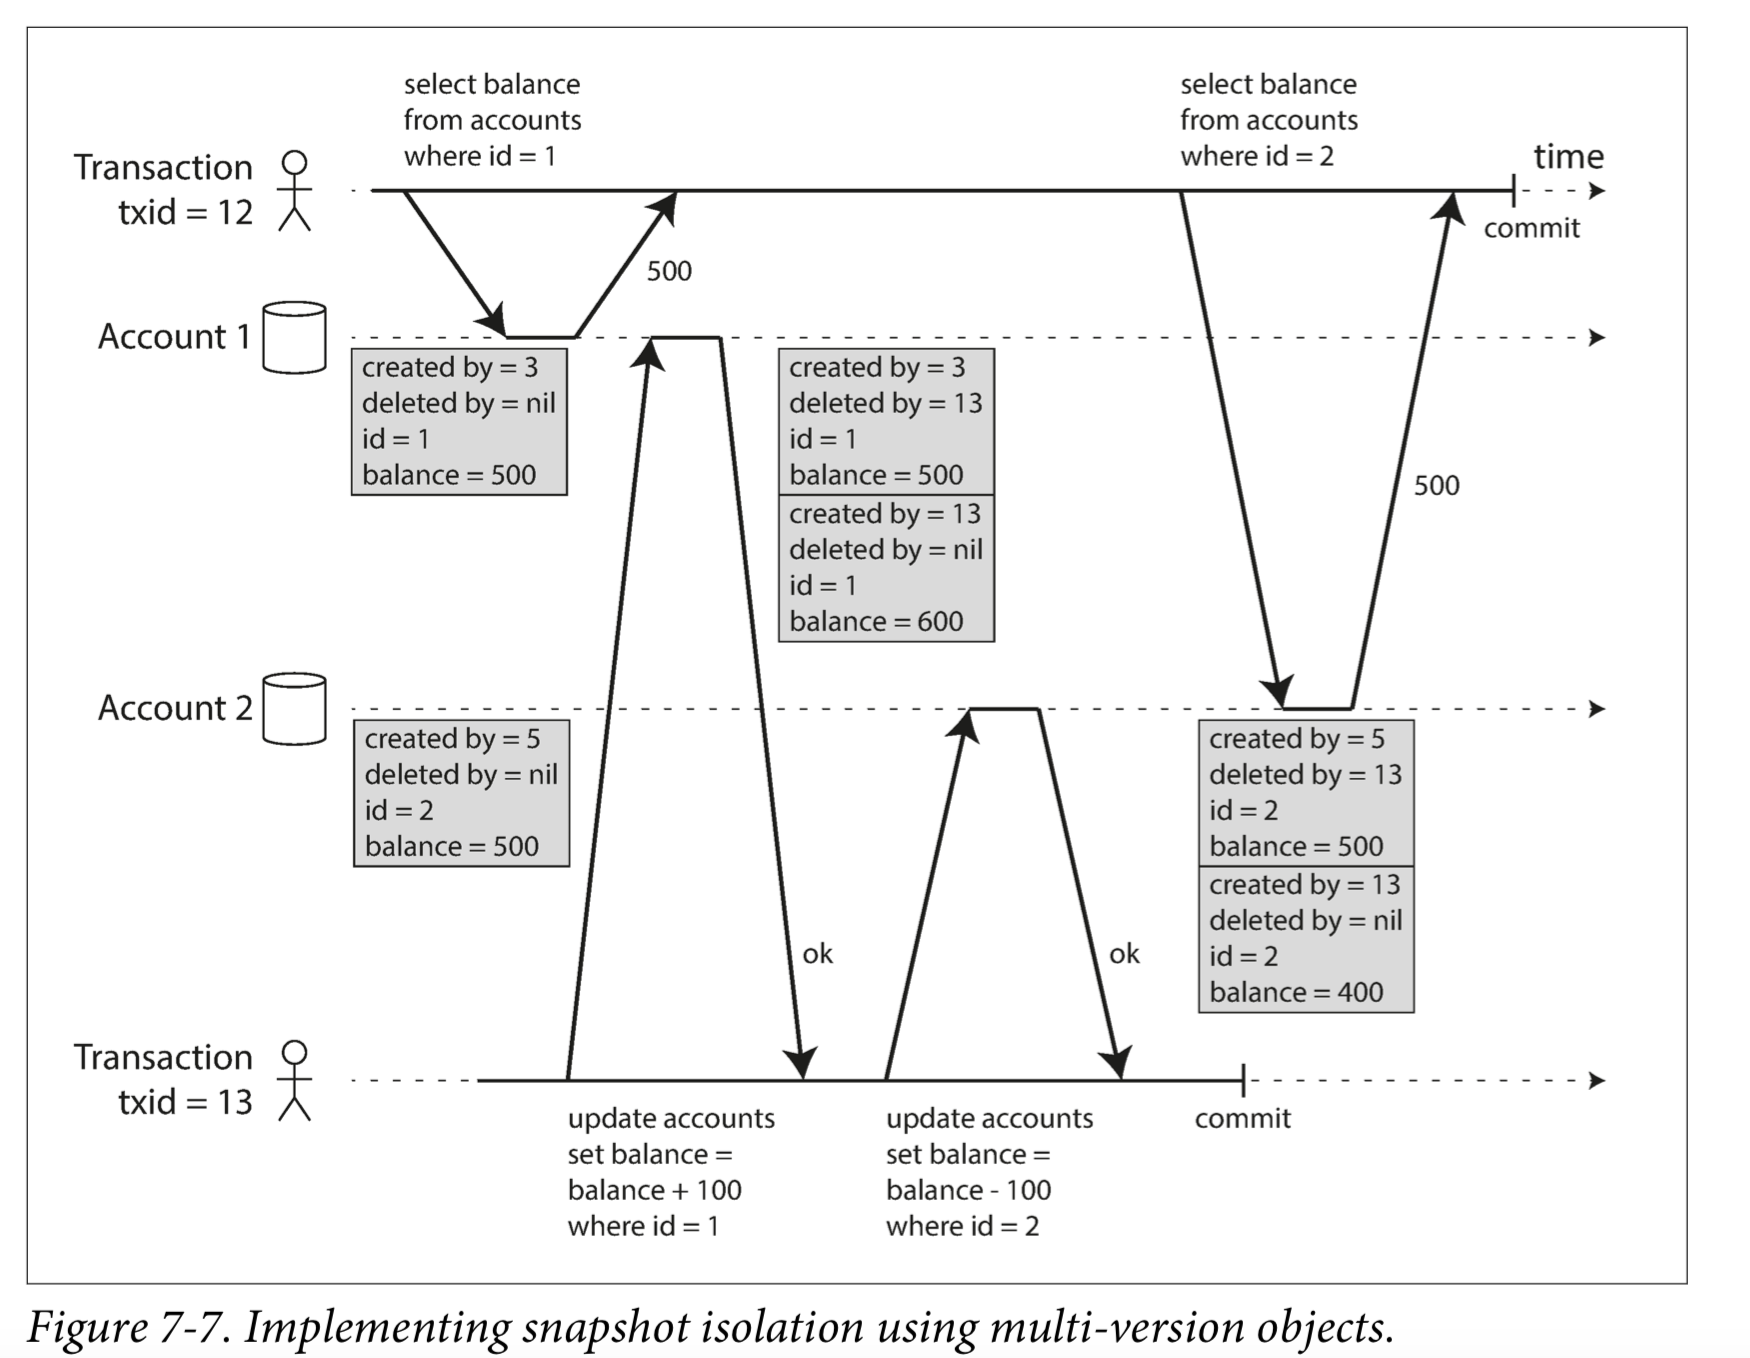 select balance
from accounts
where id = 1
select balance
from accounts
where id = 2
time
Transaction
txid = 12
commit
500
Account 1
created by = 3
deleted by = nil
id = 1
balance = 500
created by = 3
deleted by = 13
id = 1
balance = 500
created by = 13
deleted by = nil
id = 1
balance = 600
500
Account 2
created by = 5
deleted by = nil
id = 2
balance = 500
created by = 5
deleted by = 13
id = 2
balance = 500
created by = 13
deleted by = nil
id = 2
balance = 400
ok
ok
Transaction
txid = 13
update accounts
set balance =
balance + 100
where id = 1
update accounts
set balance =
balance - 100
where id = 2
commit
Figure 7-7. Implementing snapshot isolation using multi-version objects.